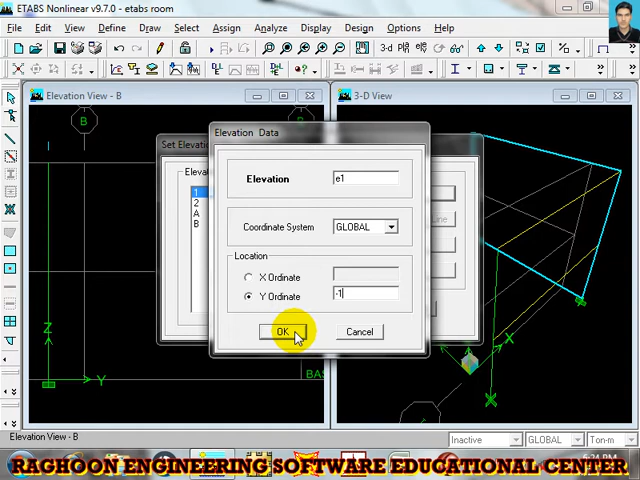 ETABS Nonlinear v9.7.0 - etabs room
File Edit View Define Draw Select Assign Analyze Display Design Options Help
3-d
Elevation View - B
3-D View
B
Set Elevation
Elevation Data
Elevation e1
1
2
A
B
Line
Coordinate System GLOBAL
Location
X Ordinate
Y Ordinate -1
OK Cancel
Z
Y
BAS
X
Elevation View - B
Inactive GLOBAL Ton-m
RAGHOON ENGINEERING SOFTWARE EDUCATIONAL CENTER